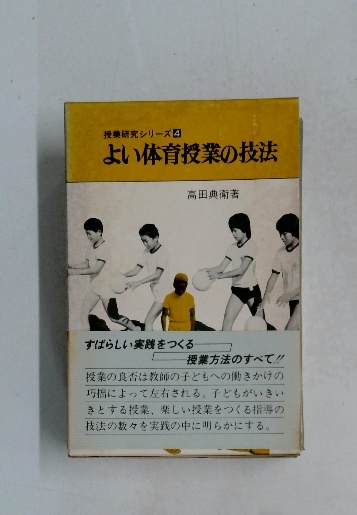 授業研究シリーズ4
よい体育授業の技法
高田典衛著
すばらしい実践をつくる
授業方法のすべて!!
授業の良否は教師の子どもへの働きかけの
巧拙によって左右される。子どもがいきい
きとする授業、楽しい授業をつくる指導の
技法の数々を実践の中に明らかにする。